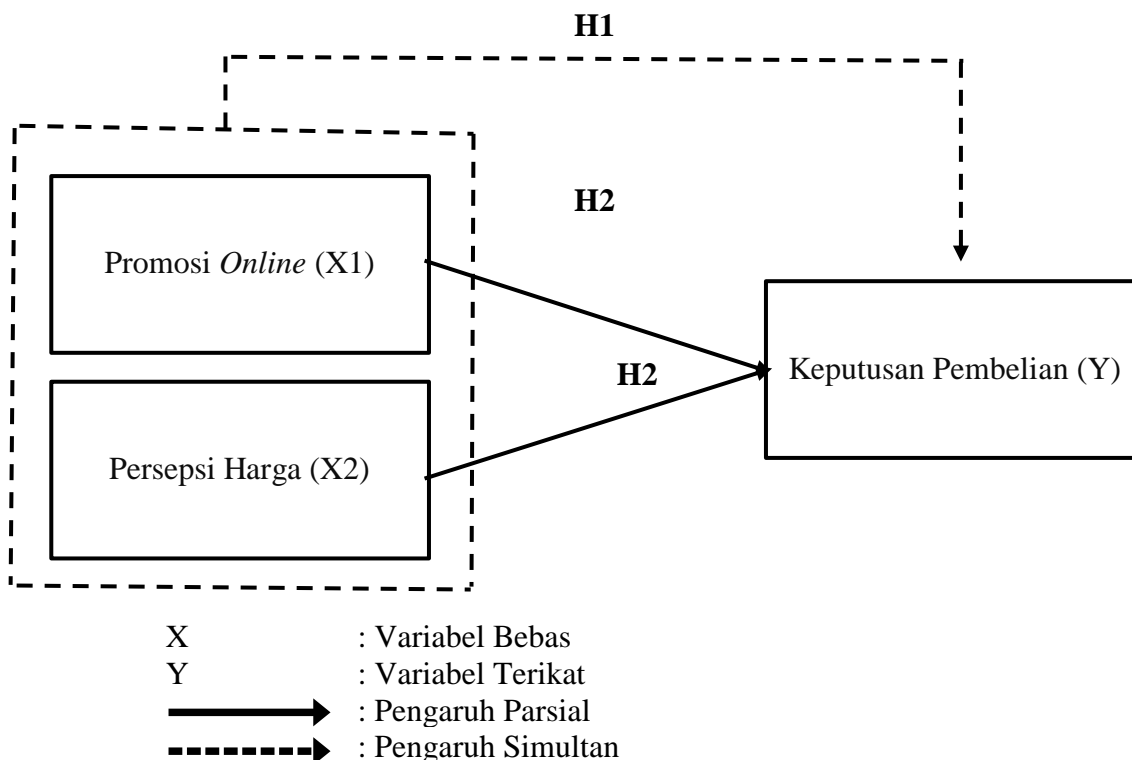 H1
H2
Promosi Online (X1)
H2
Keputusan Pembelian (Y)
Persepsi Harga (X2)
X : Variabel Bebas
Y : Variabel Terikat
: Pengaruh Parsial
: Pengaruh Simultan